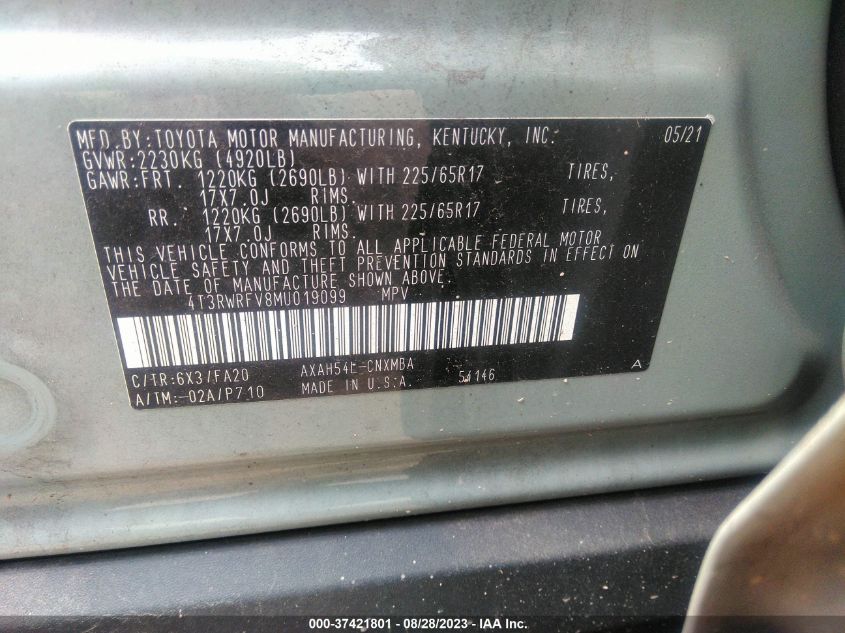 MFD. BY: TOYOTA MOTOR MANUFACTURING, KENTUCKY, INC. 05/21
GVWR: 2230KG (4920LB)
GAWR: FRT. 1220KG (2690LB) WITH 225/65R17 TIRES,
17X7.0J RIMS.
RR. 1220KG (2690LB) WITH 225/65R17 TIRES,
17X7.0J RIMS.
THIS VEHICLE CONFORMS TO ALL APPLICABLE FEDERAL MOTOR
VEHICLE SAFETY AND THEFT PREVENTION STANDARDS IN EFFECT ON
THE DATE OF MANUFACTURE SHOWN ABOVE.
4T3RWRFV8MU019099 MPV
C/TR: 6X3/FA20 AXAH54L-CNXMBA A
A/TM: -02A/P710 MADE IN U.S.A. 54146
000-37421801 - 08/28/2023 - IAA Inc.